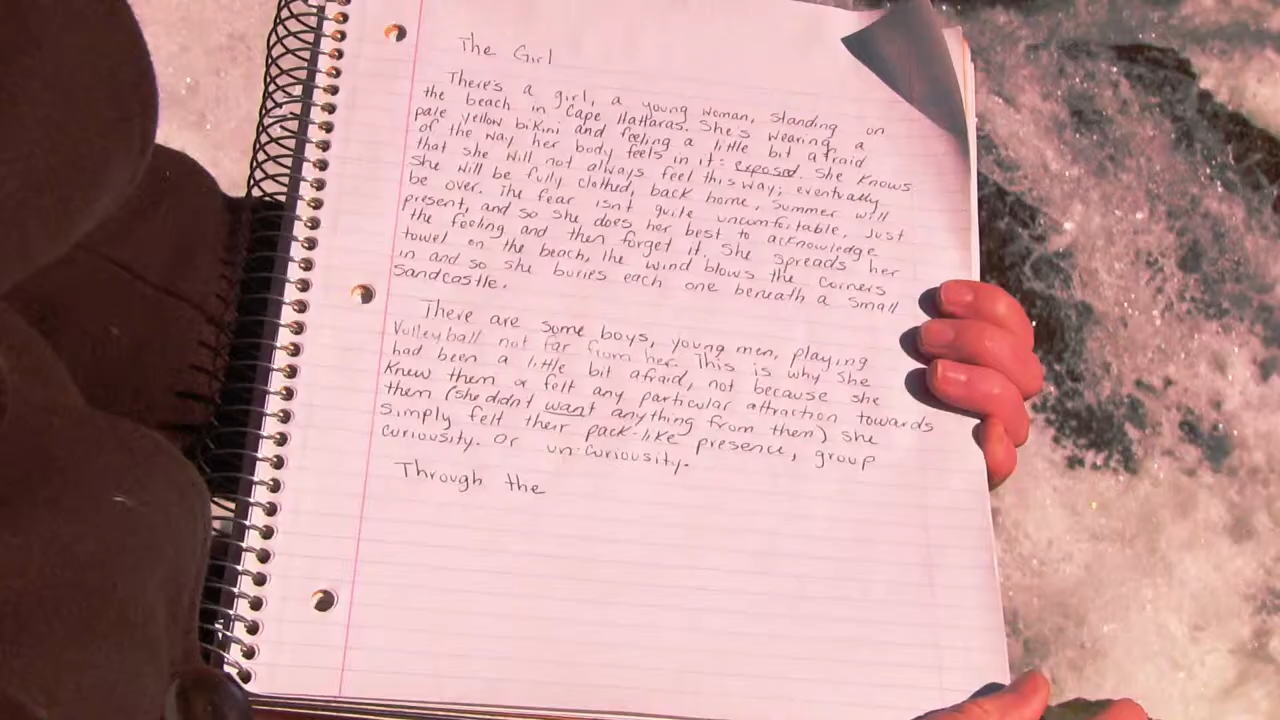 The Girl
There's a girl, a young woman, standing on
the beach in Cape Hattaras. She's wearing a
pale yellow bikini and feeling a little bit afraid
of the way her body feels in it: exposed. She knows
that she will not always feel this way; eventually
she will be fully clothed, back home, summer will
be over. The fear isn't quite uncomfortable, just
present, and so she does her best to acknowledge
the feeling and then forget it. She spreads her
towel on the beach, the wind blows the corners
in and so she buries each one beneath a small
sandcastle.
There are some boys, young men, playing
volleyball not far from her. This is why she
had been a little bit afraid, not because she
knew them or felt any particular attraction towards
them (she didn't want anything from them) she
simply felt their pack-like presence, group
curiousity. Or un-curiousity.
Through the